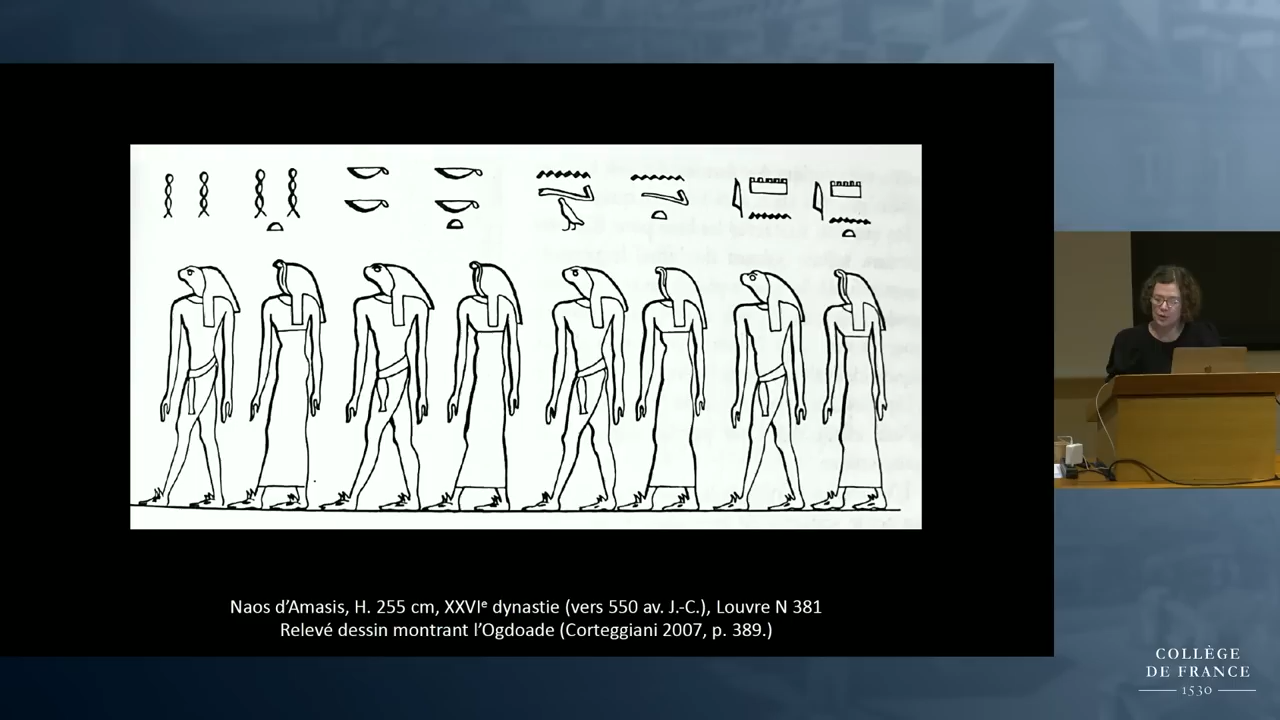 Naos d'Amasis, H. 255 cm, XXVIᵉ dynastie (vers 550 av. J.-C.), Louvre N 381
Relevé dessin montrant l'Ogdoade (Corteggiani 2007, p. 389.)
COLLÈGE
DE FRANCE
1530